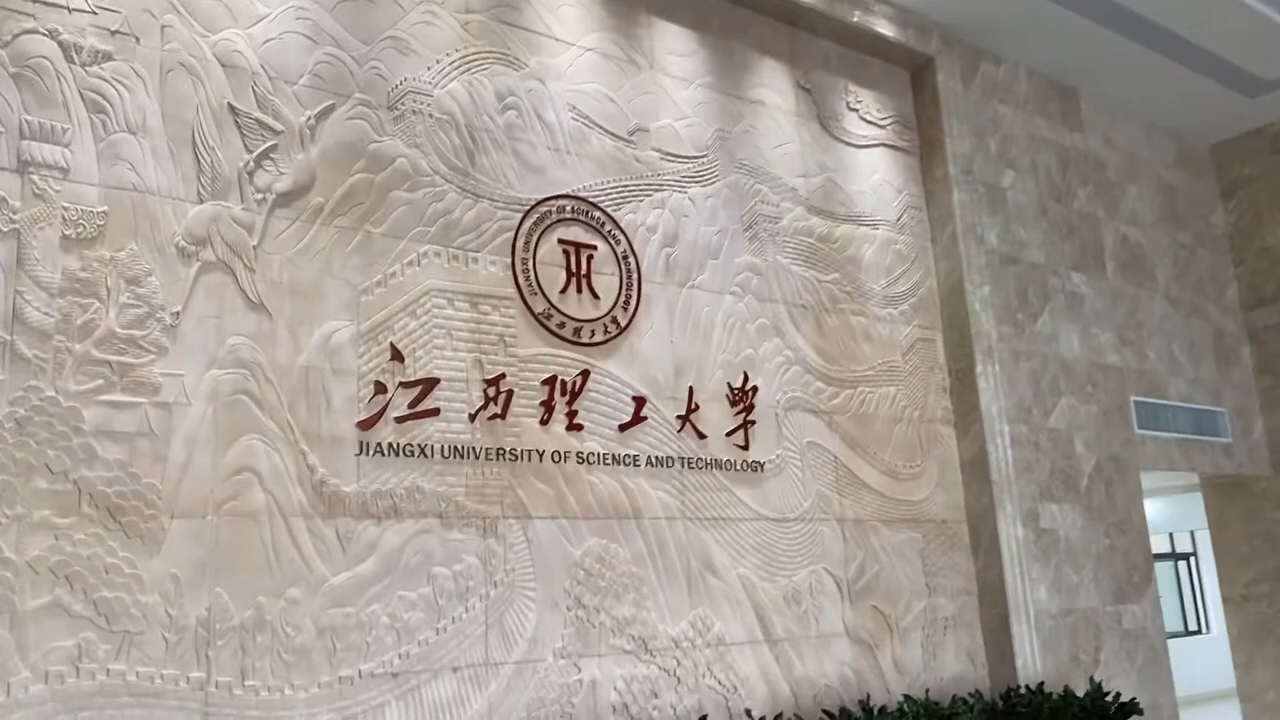 JIANGXI UNIVERSITY OF SCIENCE AND TECHNOLOGY
江西理工大学
江西理工大学
JIANGXI UNIVERSITY OF SCIENCE AND TECHNOLOGY